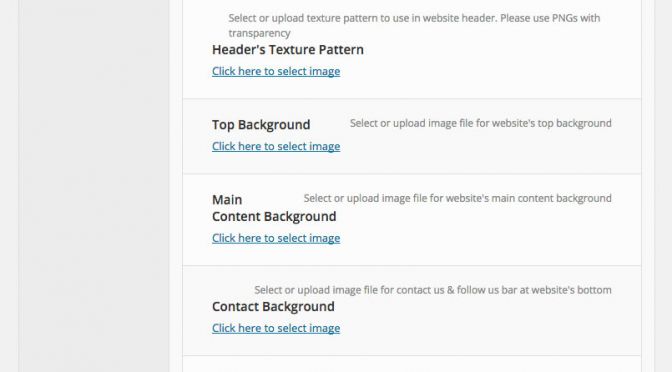 Select or upload texture pattern to use in website header. Please use PNGs with
transparency
Header's Texture Pattern
Click here to select image
Top Background
Select or upload image file for website's top background
Click here to select image
Main
Select or upload image file for website's main content background
Content Background
Click here to select image
Select or upload image file for contact us & follow us bar at website's bottom
Contact Background
Click here to select image